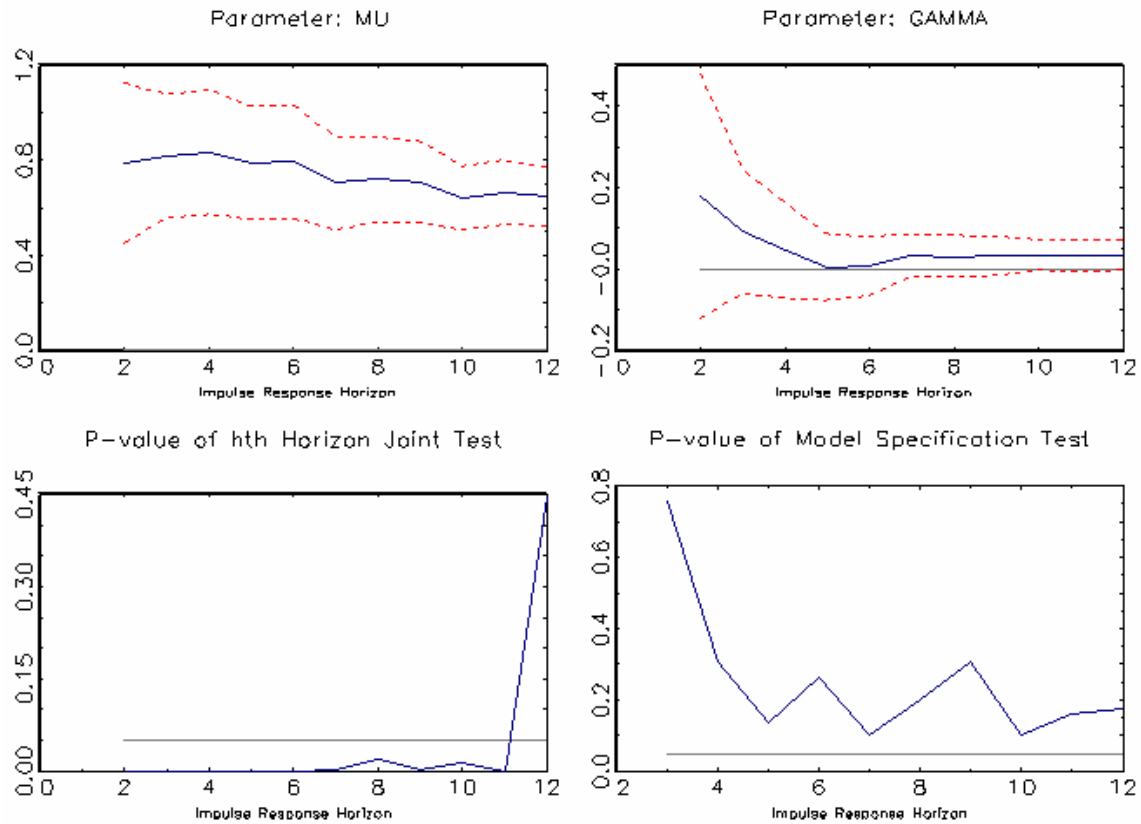 Parameter: MU
1.2
0.8
0.4
0.0
0 2 4 6 8 10 12
Impulse Response Horizon
Parameter: GAMMA
0.4
0.2
-0.0
-0.2
0 2 4 6 8 10 12
Impulse Response Horizon
P-value of hth Horizon Joint Test
0.45
0.30
0.15
0.00
0 2 4 6 8 10 12
Impulse Response Horizon
P-value of Model Specification Test
0.8
0.6
0.4
0.2
0.0
2 4 6 8 10 12
Impulse Response Horizon